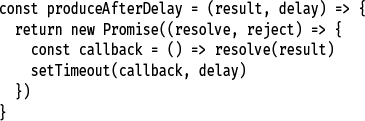 const produceAfterDelay = (result, delay) => {
  return new Promise((resolve, reject) => {
    const callback = () => resolve(result)
    setTimeout(callback, delay)
  })
}